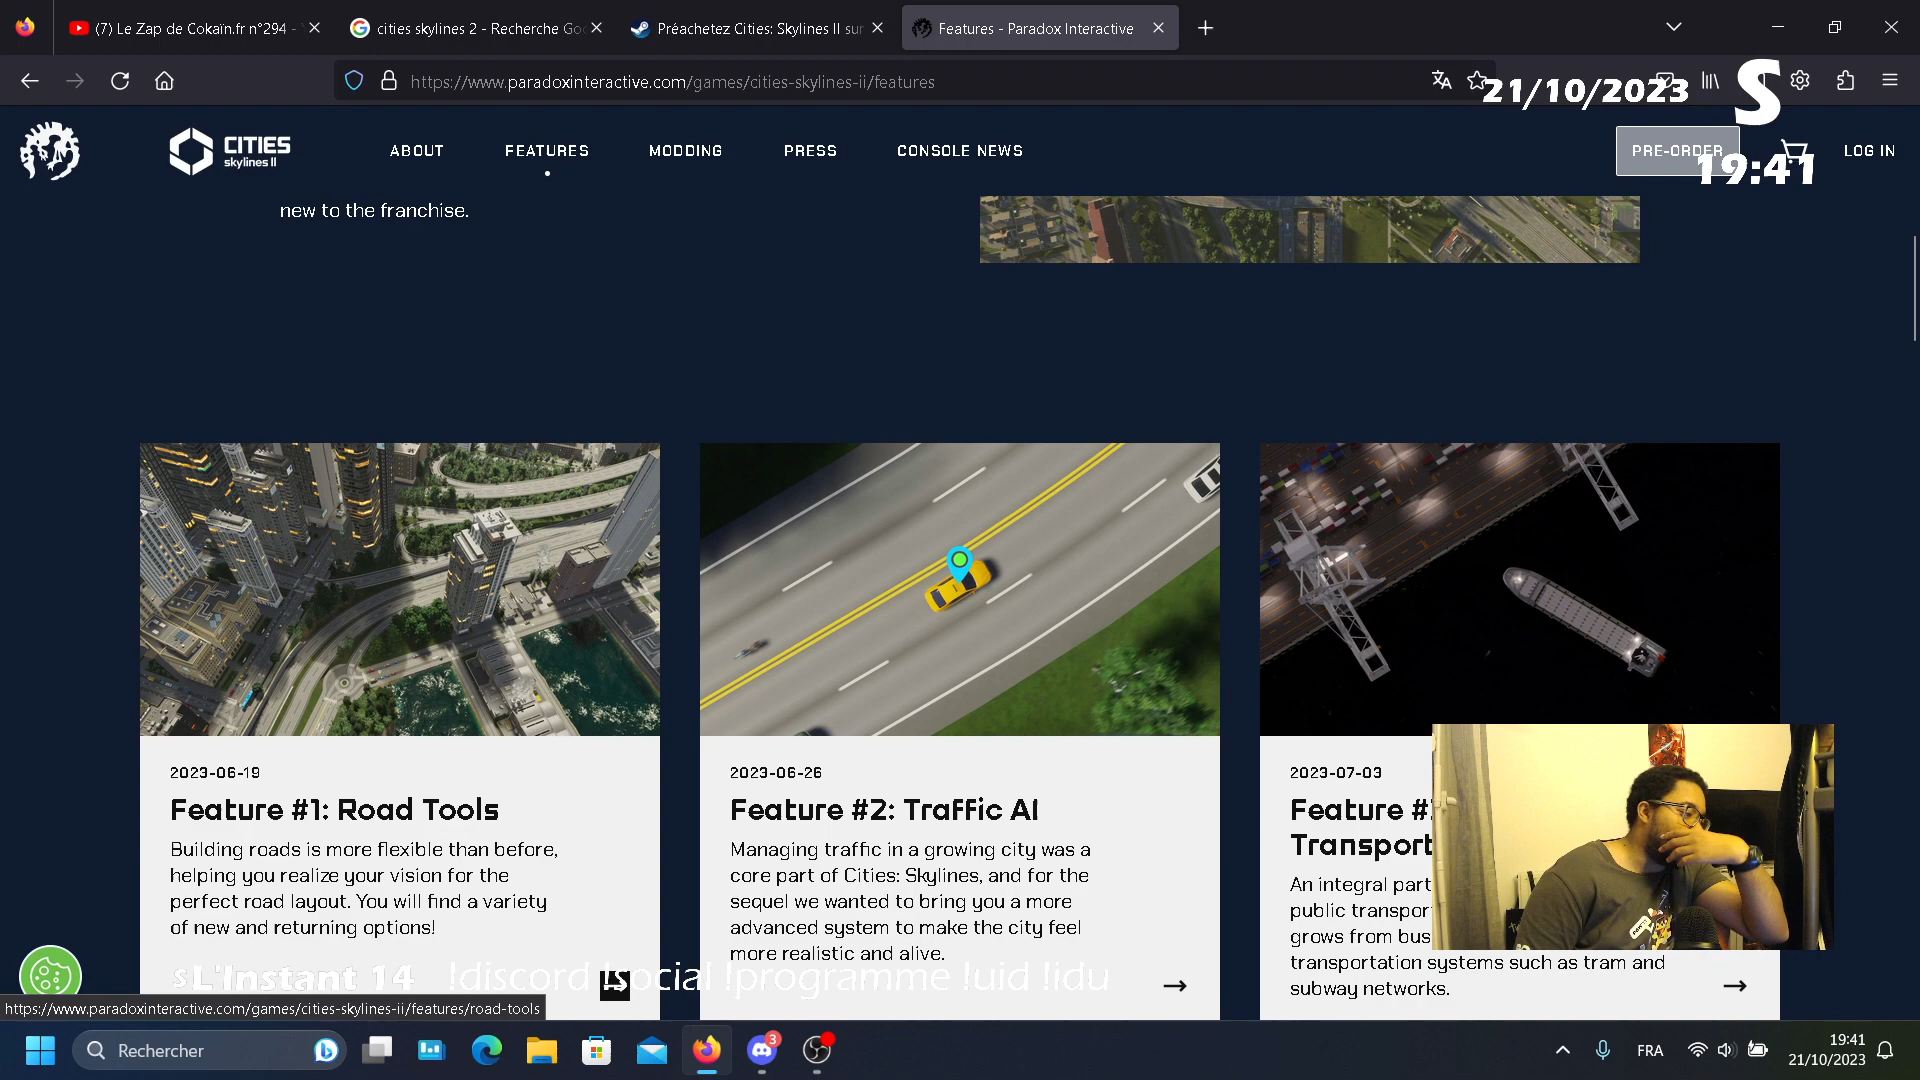 (7) Le Zap de Cokaïn.fr n°294 -
cities skylines 2 - Recherche Goo
Préachetez Cities: Skylines II sur
Features - Paradox Interactive
https://www.paradoxinteractive.com/games/cities-skylines-ii/features
21/10/2023
S
CITIES
skylines II
ABOUT
FEATURES
MODDING
PRESS
CONSOLE NEWS
PRE-ORDER
LOG IN
19:41
new to the franchise.
2023-06-19
Feature #1: Road Tools
Building roads is more flexible than before,
helping you realize your vision for the
perfect road layout. You will find a variety
of new and returning options!
2023-06-26
Feature #2: Traffic AI
Managing traffic in a growing city was a
core part of Cities: Skylines, and for the
sequel we wanted to bring you a more
advanced system to make the city feel
more realistic and alive.
2023-07-03
Feature #
Transport
An integral part
public transpor
grows from bus
transportation systems such as tram and
subway networks.
L'Instant 14 !discord !social !programme !uid !idu
https://www.paradoxinteractive.com/games/cities-skylines-ii/features/road-tools
Rechercher
3
FRA
19:41
21/10/2023